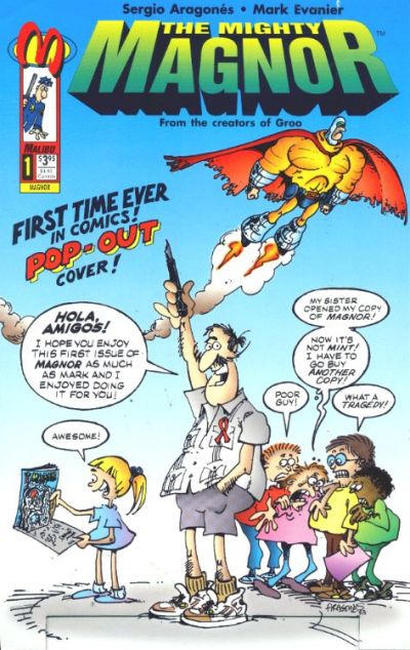 Sergio Aragonés • Mark Evanier
THE MIGHTY
MAGNOR™
From the creators of Groo
MALIBU
1
$3.95
MAGNOR
FIRST TIME EVER
IN COMICS!
POP-OUT
COVER!
HOLA,
AMIGOS!
I HOPE YOU ENJOY
THIS FIRST ISSUE OF
MAGNOR AS MUCH
AS MARK AND I
ENJOYED DOING
IT FOR YOU!
AWESOME!
MY SISTER
OPENED MY COPY
OF MAGNOR!
NOW IT'S
NOT MINT! I
HAVE TO
GO BUY
ANOTHER
COPY!
POOR
GUY!
WHAT A
TRAGEDY!